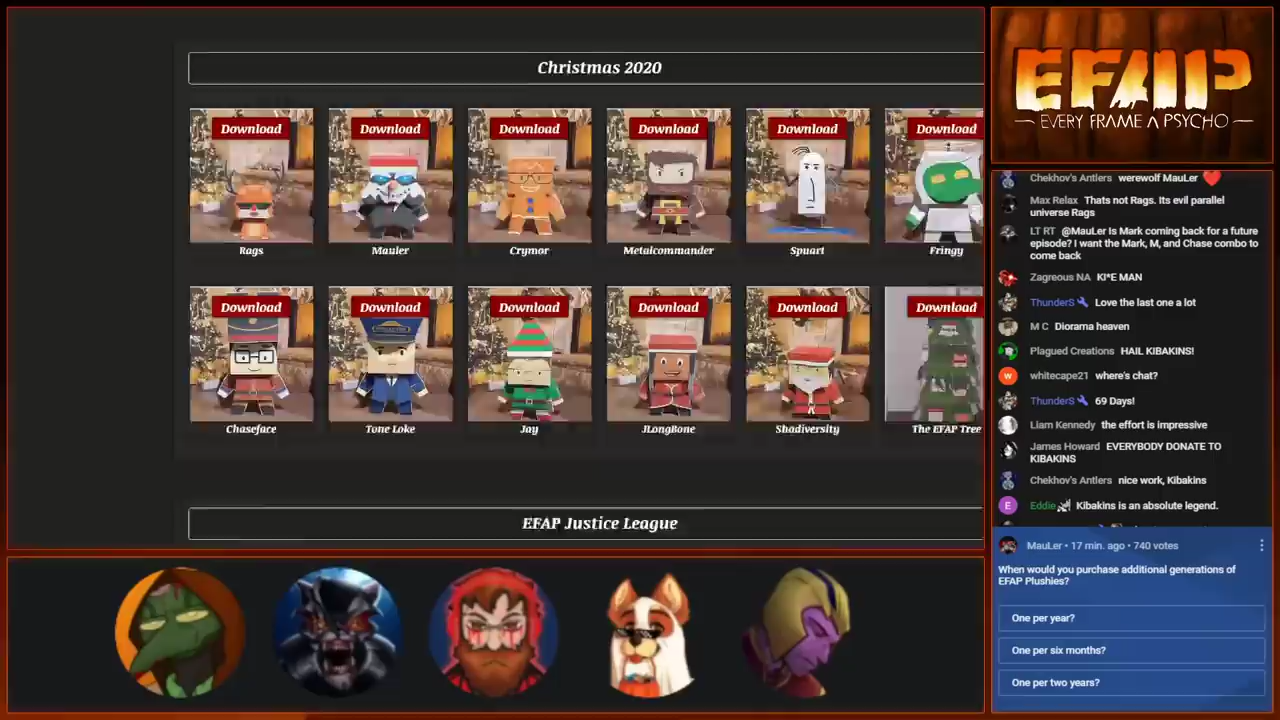 Christmas 2020
Download Download Download Download Download Download
Rags Mauler Crymor Metalcommander Spuart Fringy
Download Download Download Download Download Download
Chaseface Tone Loke Jay JLongBone Shadiversity The EFAP Tree
EFAP Justice League
EFAP
EVERY FRAME A PSYCHO
Chekhov's Antlers werewolf MauLer
Max Relax Thats not Rags. Its evil parallel
universe Rags
LT RT @MauLer Is Mark coming back for a future
episode? I want the Mark, M, and Chase combo to
come back
Zagreous NA KI*E MAN
ThunderS Love the last one a lot
M C Diorama heaven
Plagued Creations HAIL KIBAKINS!
whitecape21 where's chat?
ThunderS 69 Days!
Liam Kennedy the effort is impressive
James Howard EVERYBODY DONATE TO
KIBAKINS
Chekhov's Antlers nice work, Kibakins
Eddie Kibakins is an absolute legend.
MauLer • 17 min. ago • 740 votes
When would you purchase additional generations of
EFAP Plushies?
One per year?
One per six months?
One per two years?